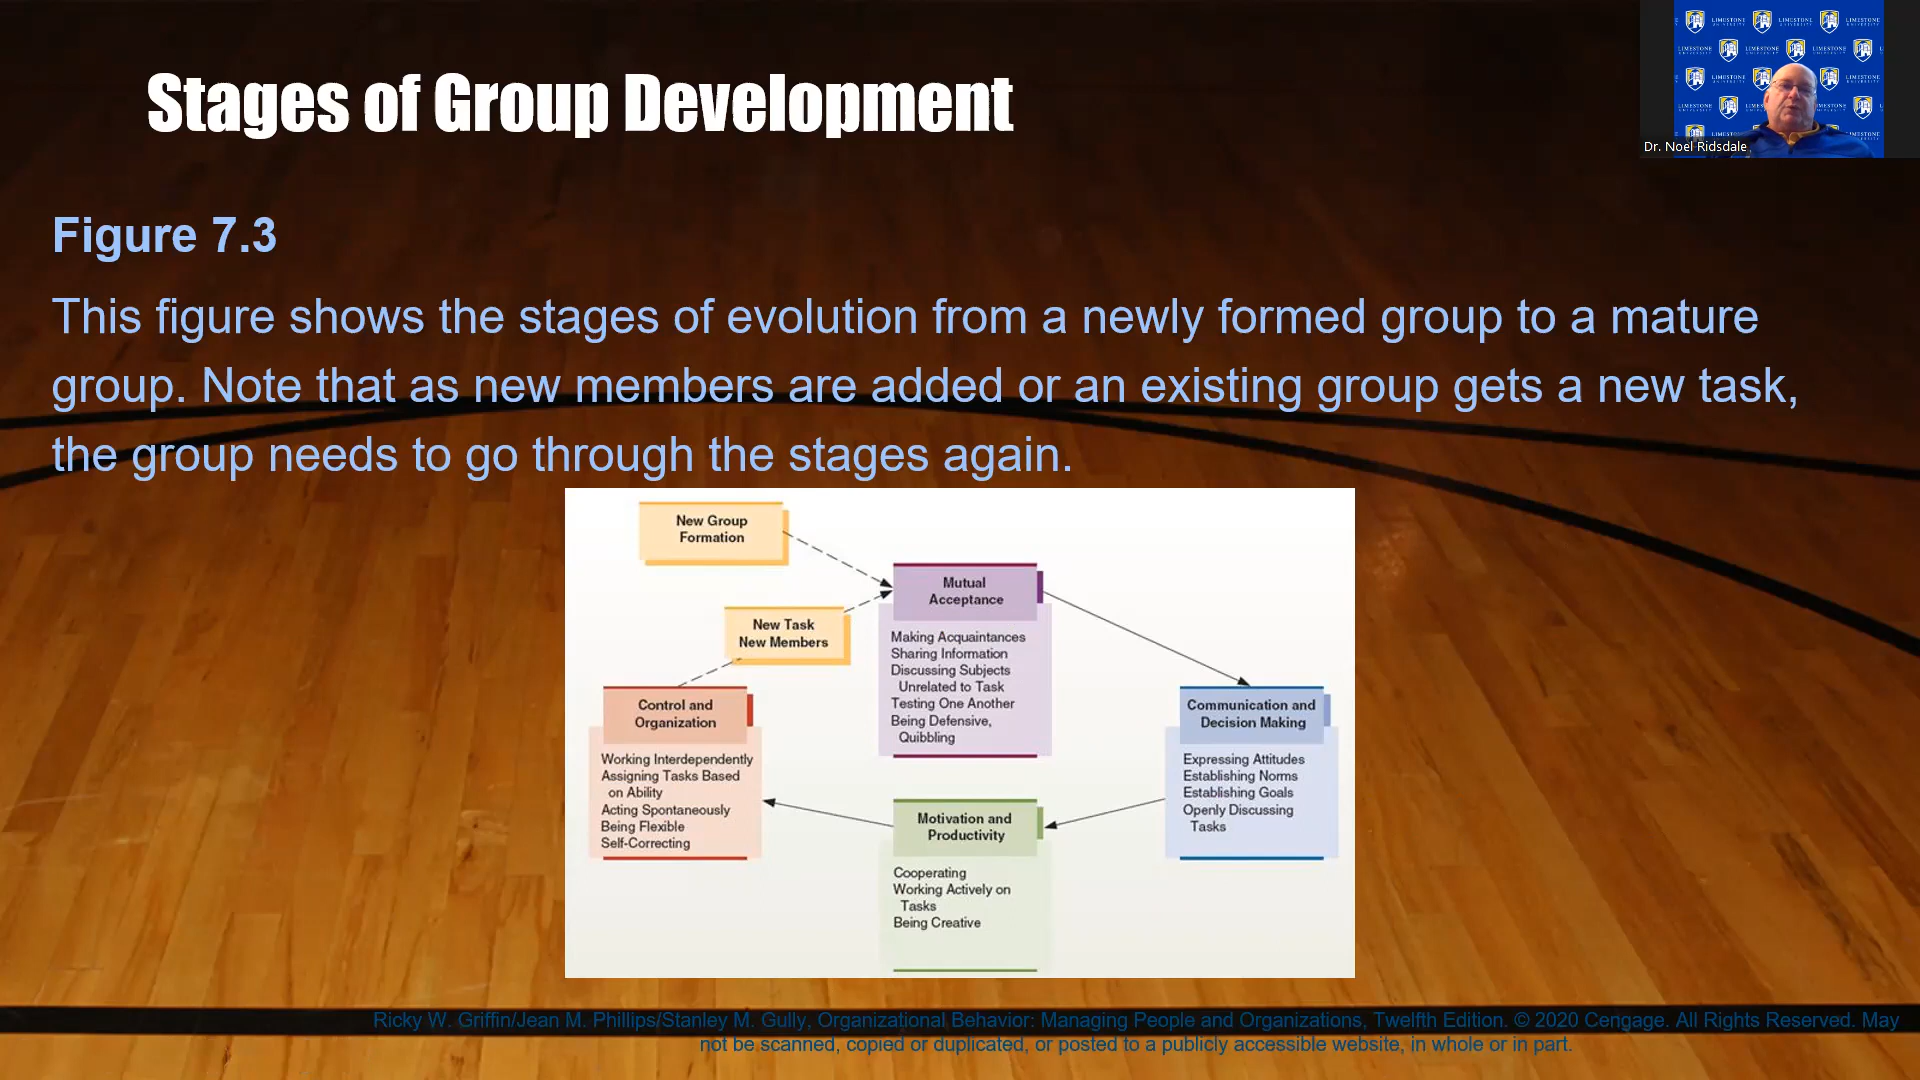 Stages of Group Development
LIMESTONE
UNIVERSITY
Dr. Noel Ridsdale
Figure 7.3
This figure shows the stages of evolution from a newly formed group to a mature
group. Note that as new members are added or an existing group gets a new task,
the group needs to go through the stages again.
New Group
Formation
New Task
New Members
Mutual
Acceptance
Making Acquaintances
Sharing Information
Discussing Subjects
Unrelated to Task
Testing One Another
Being Defensive,
Quibbling
Communication and
Decision Making
Expressing Attitudes
Establishing Norms
Establishing Goals
Openly Discussing
Tasks
Motivation and
Productivity
Cooperating
Working Actively on
Tasks
Being Creative
Control and
Organization
Working Interdependently
Assigning Tasks Based
on Ability
Acting Spontaneously
Being Flexible
Self-Correcting
Ricky W. Griffin/Jean M. Phillips/Stanley M. Gully, Organizational Behavior: Managing People and Organizations, Twelfth Edition. © 2020 Cengage. All Rights Reserved. May
not be scanned, copied or duplicated, or posted to a publicly accessible website, in whole or in part.